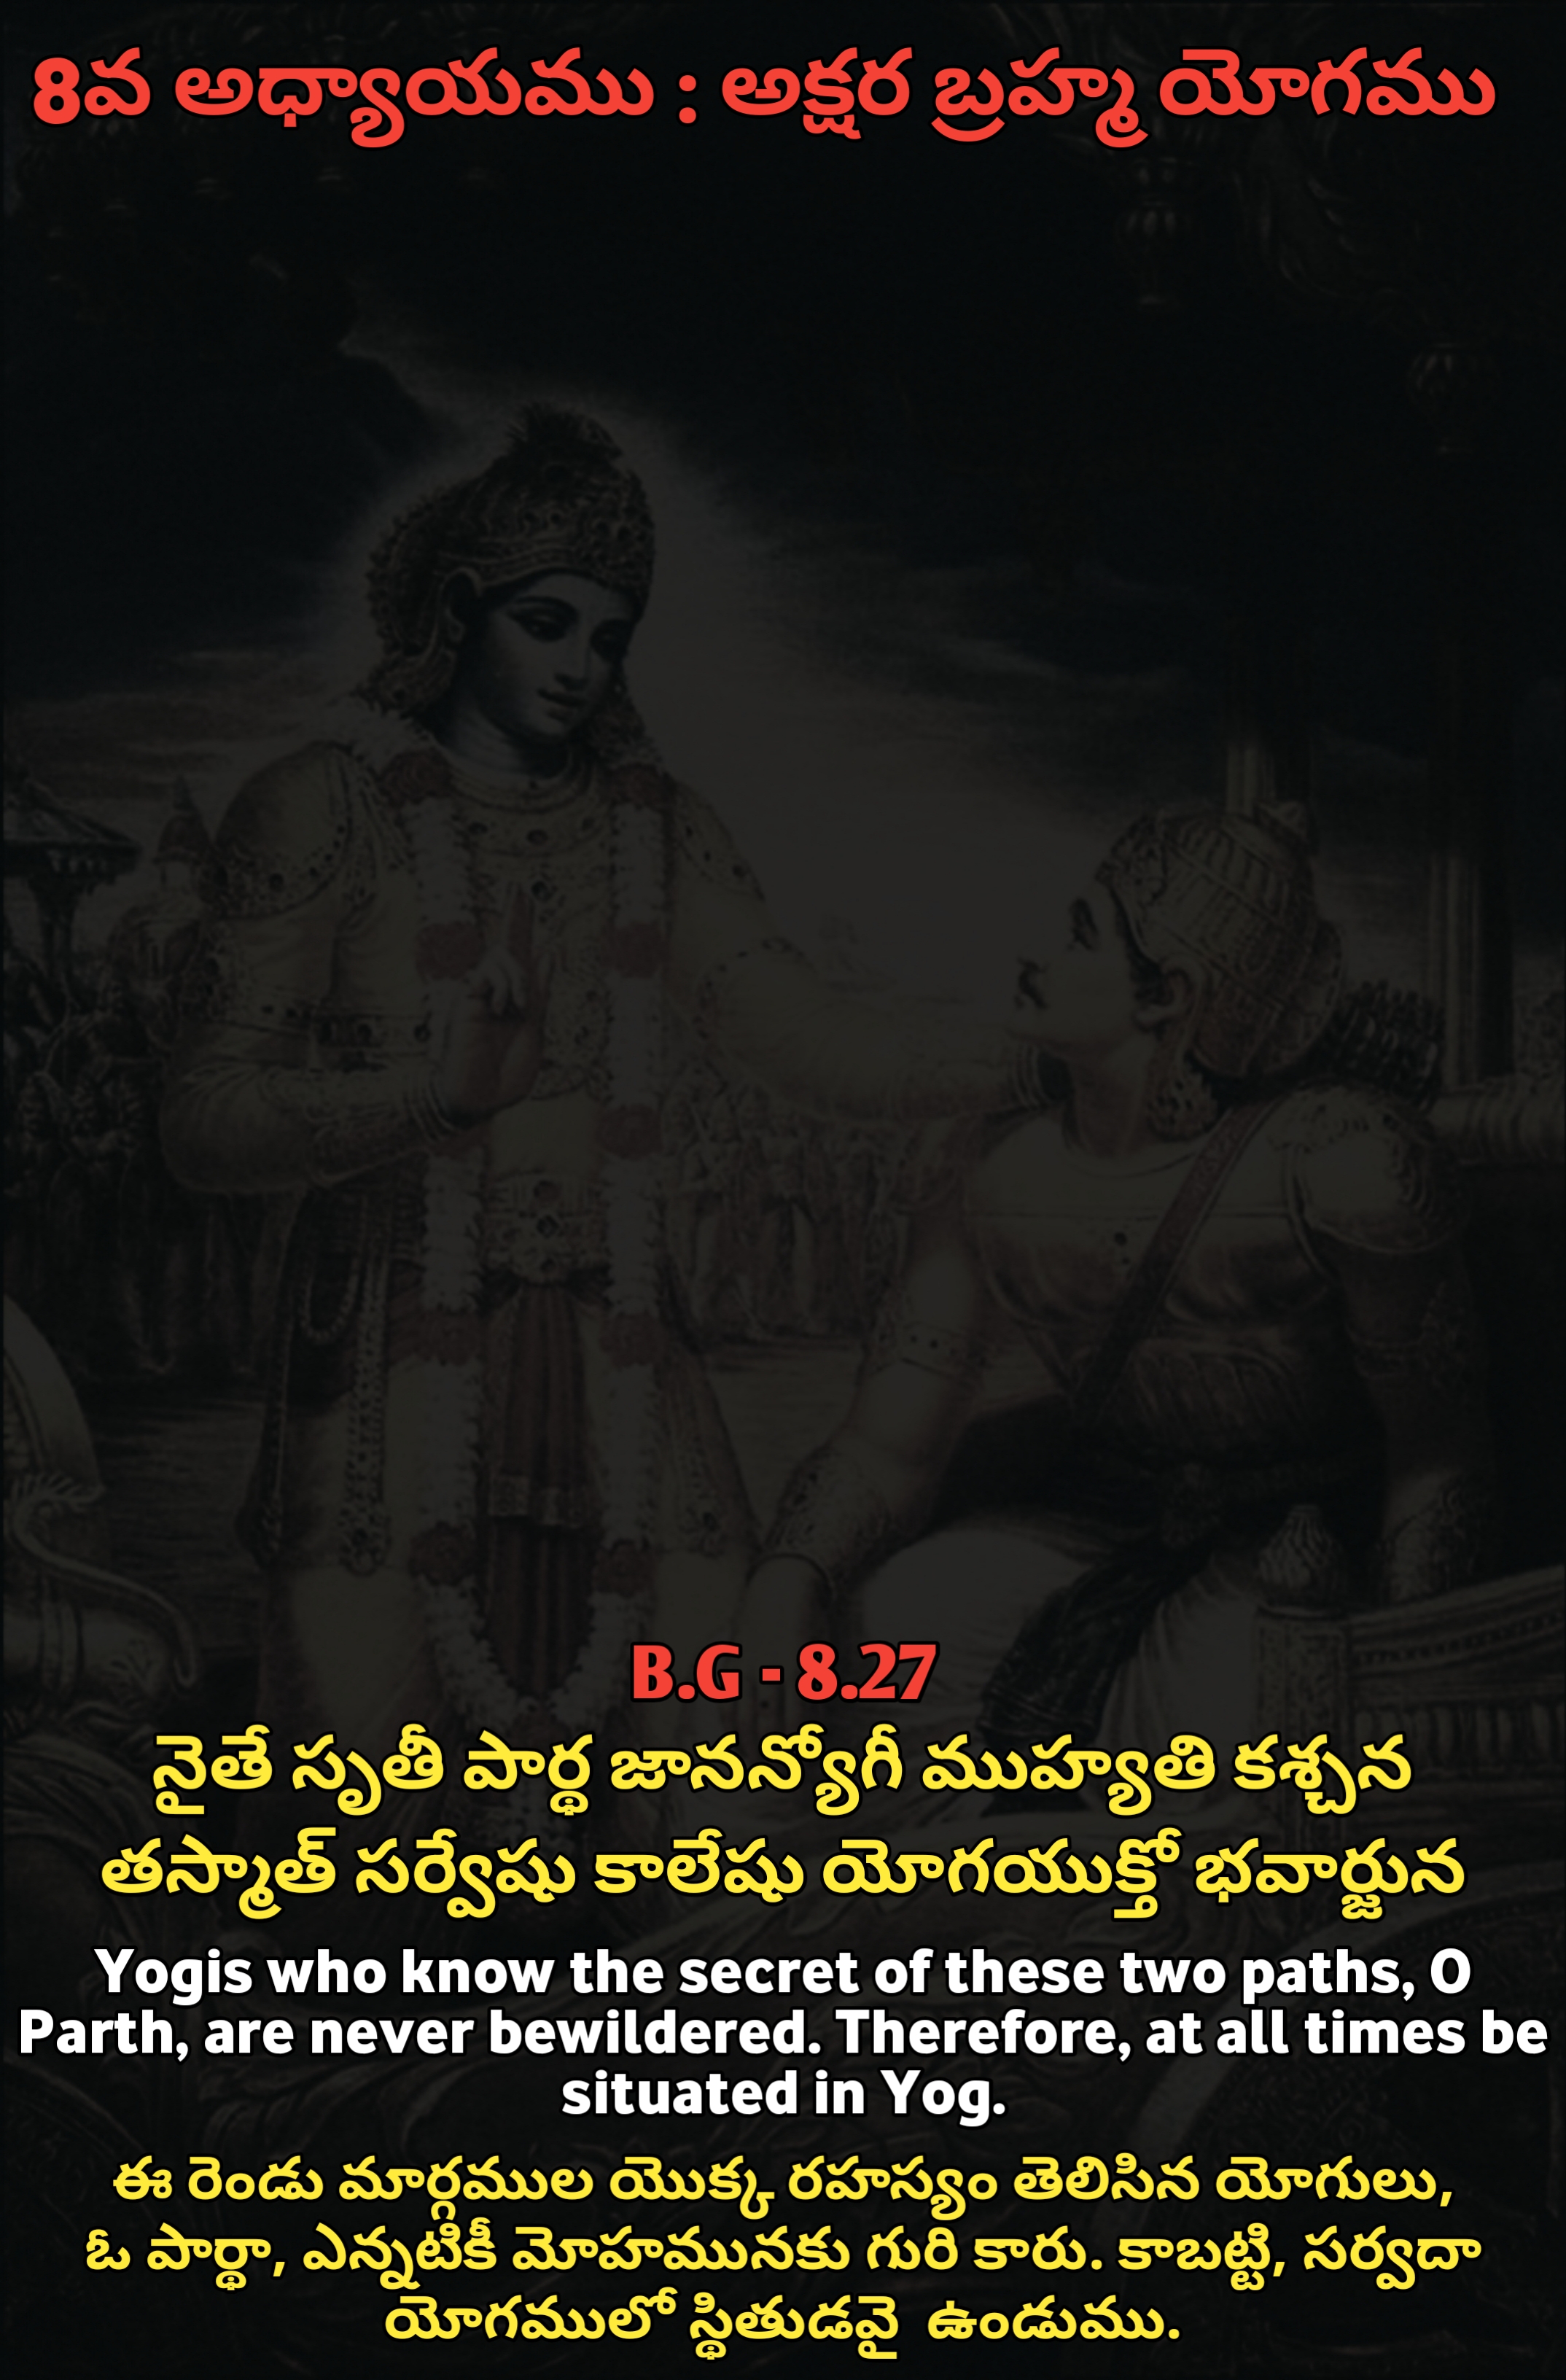 8వ అధ్యాయము : అక్షర బ్రహ్మ యోగము
B.G - 8.27
నైతే సృతీ పార్థ జానన్యోగీ ముహ్యతి కశ్చన
తస్మాత్ సర్వేషు కాలేషు యోగయుక్తో భవార్జున
Yogis who know the secret of these two paths, O
Parth, are never bewildered. Therefore, at all times be
situated in Yog.
ఈ రెండు మార్గముల యొక్క రహస్యం తెలిసిన యోగులు,
ఓ పార్థా, ఎన్నటికీ మోహమునకు గురి కారు. కాబట్టి, సర్వదా
యోగములో స్థితుడవై ఉండుము.